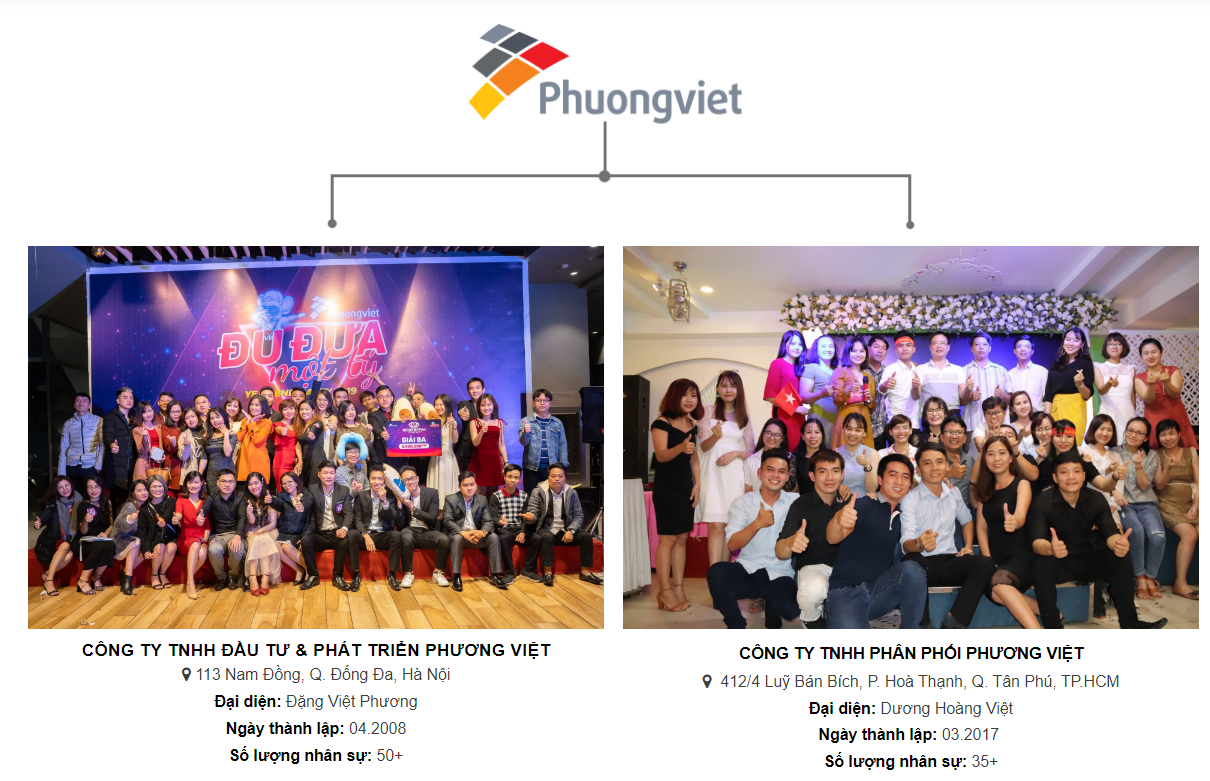 Phuongviet
Phuongviet
ĐU ĐƯA
một tỷ
GIẢI BA
CÔNG TY TNHH ĐẦU TƯ & PHÁT TRIỂN PHƯƠNG VIỆT
113 Nam Đồng, Q. Đống Đa, Hà Nội
Đại diện: Đặng Việt Phương
Ngày thành lập: 04.2008
Số lượng nhân sự: 50+
CÔNG TY TNHH PHÂN PHỐI PHƯƠNG VIỆT
412/4 Luỹ Bán Bích, P. Hoà Thạnh, Q. Tân Phú, TP.HCM
Đại diện: Dương Hoàng Việt
Ngày thành lập: 03.2017
Số lượng nhân sự: 35+